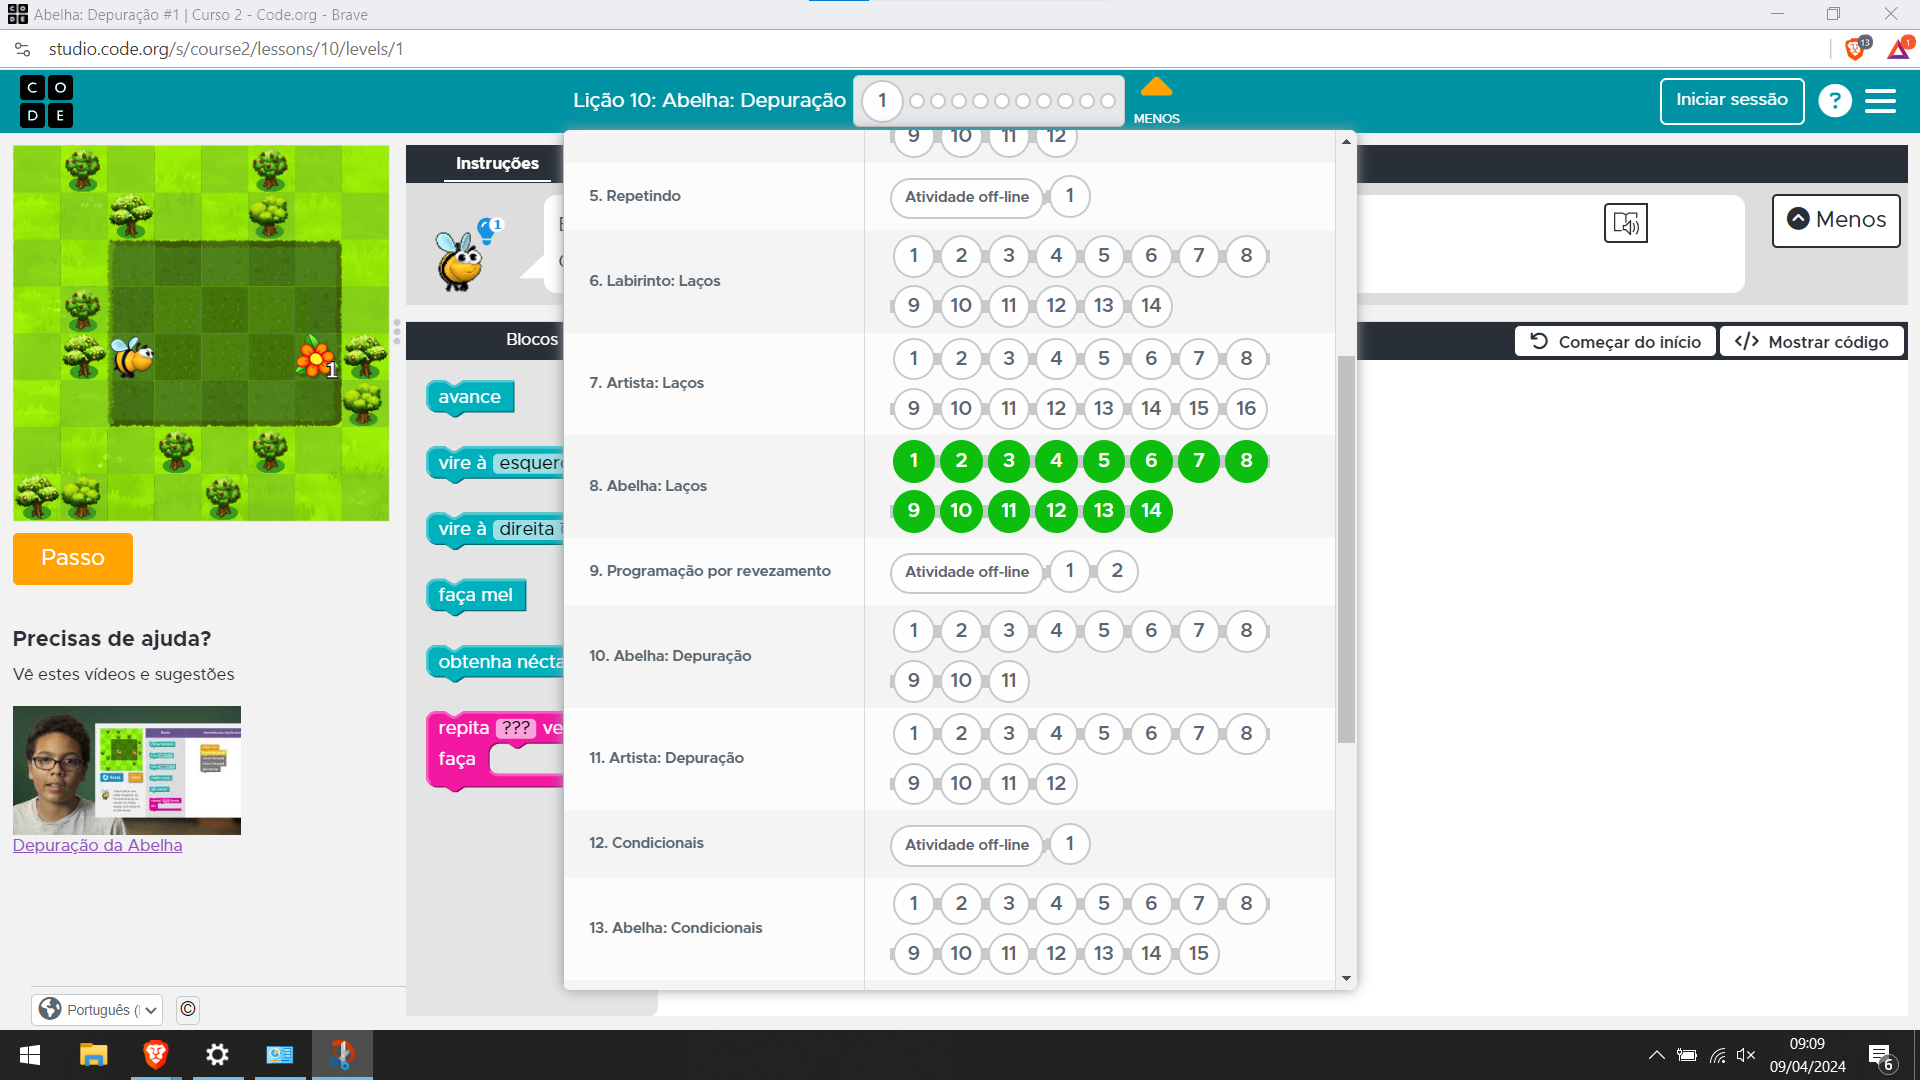 Abelha: Depuração #1 | Curso 2 - Code.org - Brave
studio.code.org/s/course2/lessons/10/levels/1
13
1
C O
D E
Lição 10: Abelha: Depuração
1
MENOS
Iniciar sessão
?
9 10 11 12
5. Repetindo
Atividade off-line 1
6. Labirinto: Laços
1 2 3 4 5 6 7 8
9 10 11 12 13 14
7. Artista: Laços
1 2 3 4 5 6 7 8
9 10 11 12 13 14 15 16
8. Abelha: Laços
1 2 3 4 5 6 7 8
9 10 11 12 13 14
9. Programação por revezamento
Atividade off-line 1 2
10. Abelha: Depuração
1 2 3 4 5 6 7 8
9 10 11
11. Artista: Depuração
1 2 3 4 5 6 7 8
9 10 11 12
12. Condicionais
Atividade off-line 1
13. Abelha: Condicionais
1 2 3 4 5 6 7 8
9 10 11 12 13 14 15
Instruções
1
Menos
Blocos
Começar do início
</> Mostrar código
avance
vire à esquer
vire à direita
faça mel
obtenha nécta
repita ??? ve
faça
1
Passo
Precisas de ajuda?
Vê estes vídeos e sugestões
Depuração da Abelha
Português (
©
09:09
09/04/2024
6